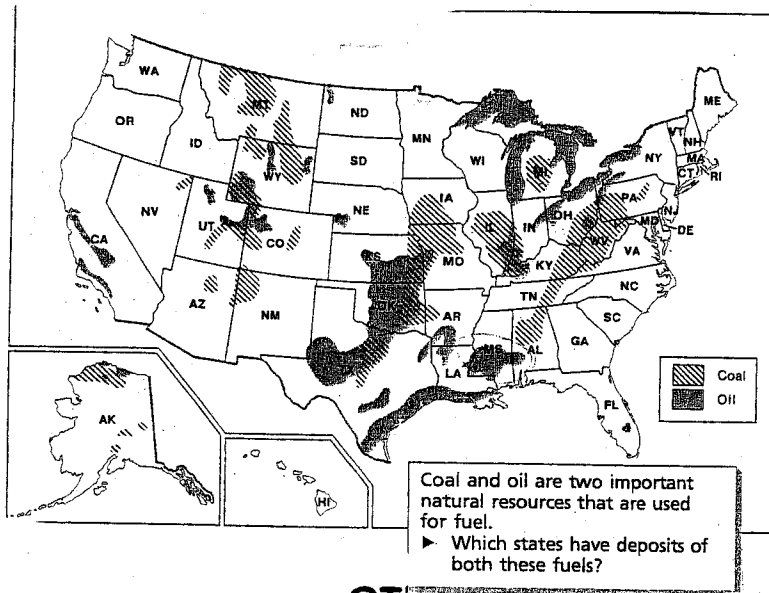 WA
MT
ND
MN
ME
OR
ID
SD
WI
MI
VT
NH
NY
MA
CT
RI
WY
NE
IA
PA
NJ
NV
UT
CO
IL
IN
OH
MD
DE
CA
KS
MO
WV
VA
KY
NC
AZ
NM
OK
AR
TN
SC
MS
AL
GA
LA
FL
Coal
Oil
AK
HI
Coal and oil are two important
natural resources that are used
for fuel.
► Which states have deposits of
both these fuels?